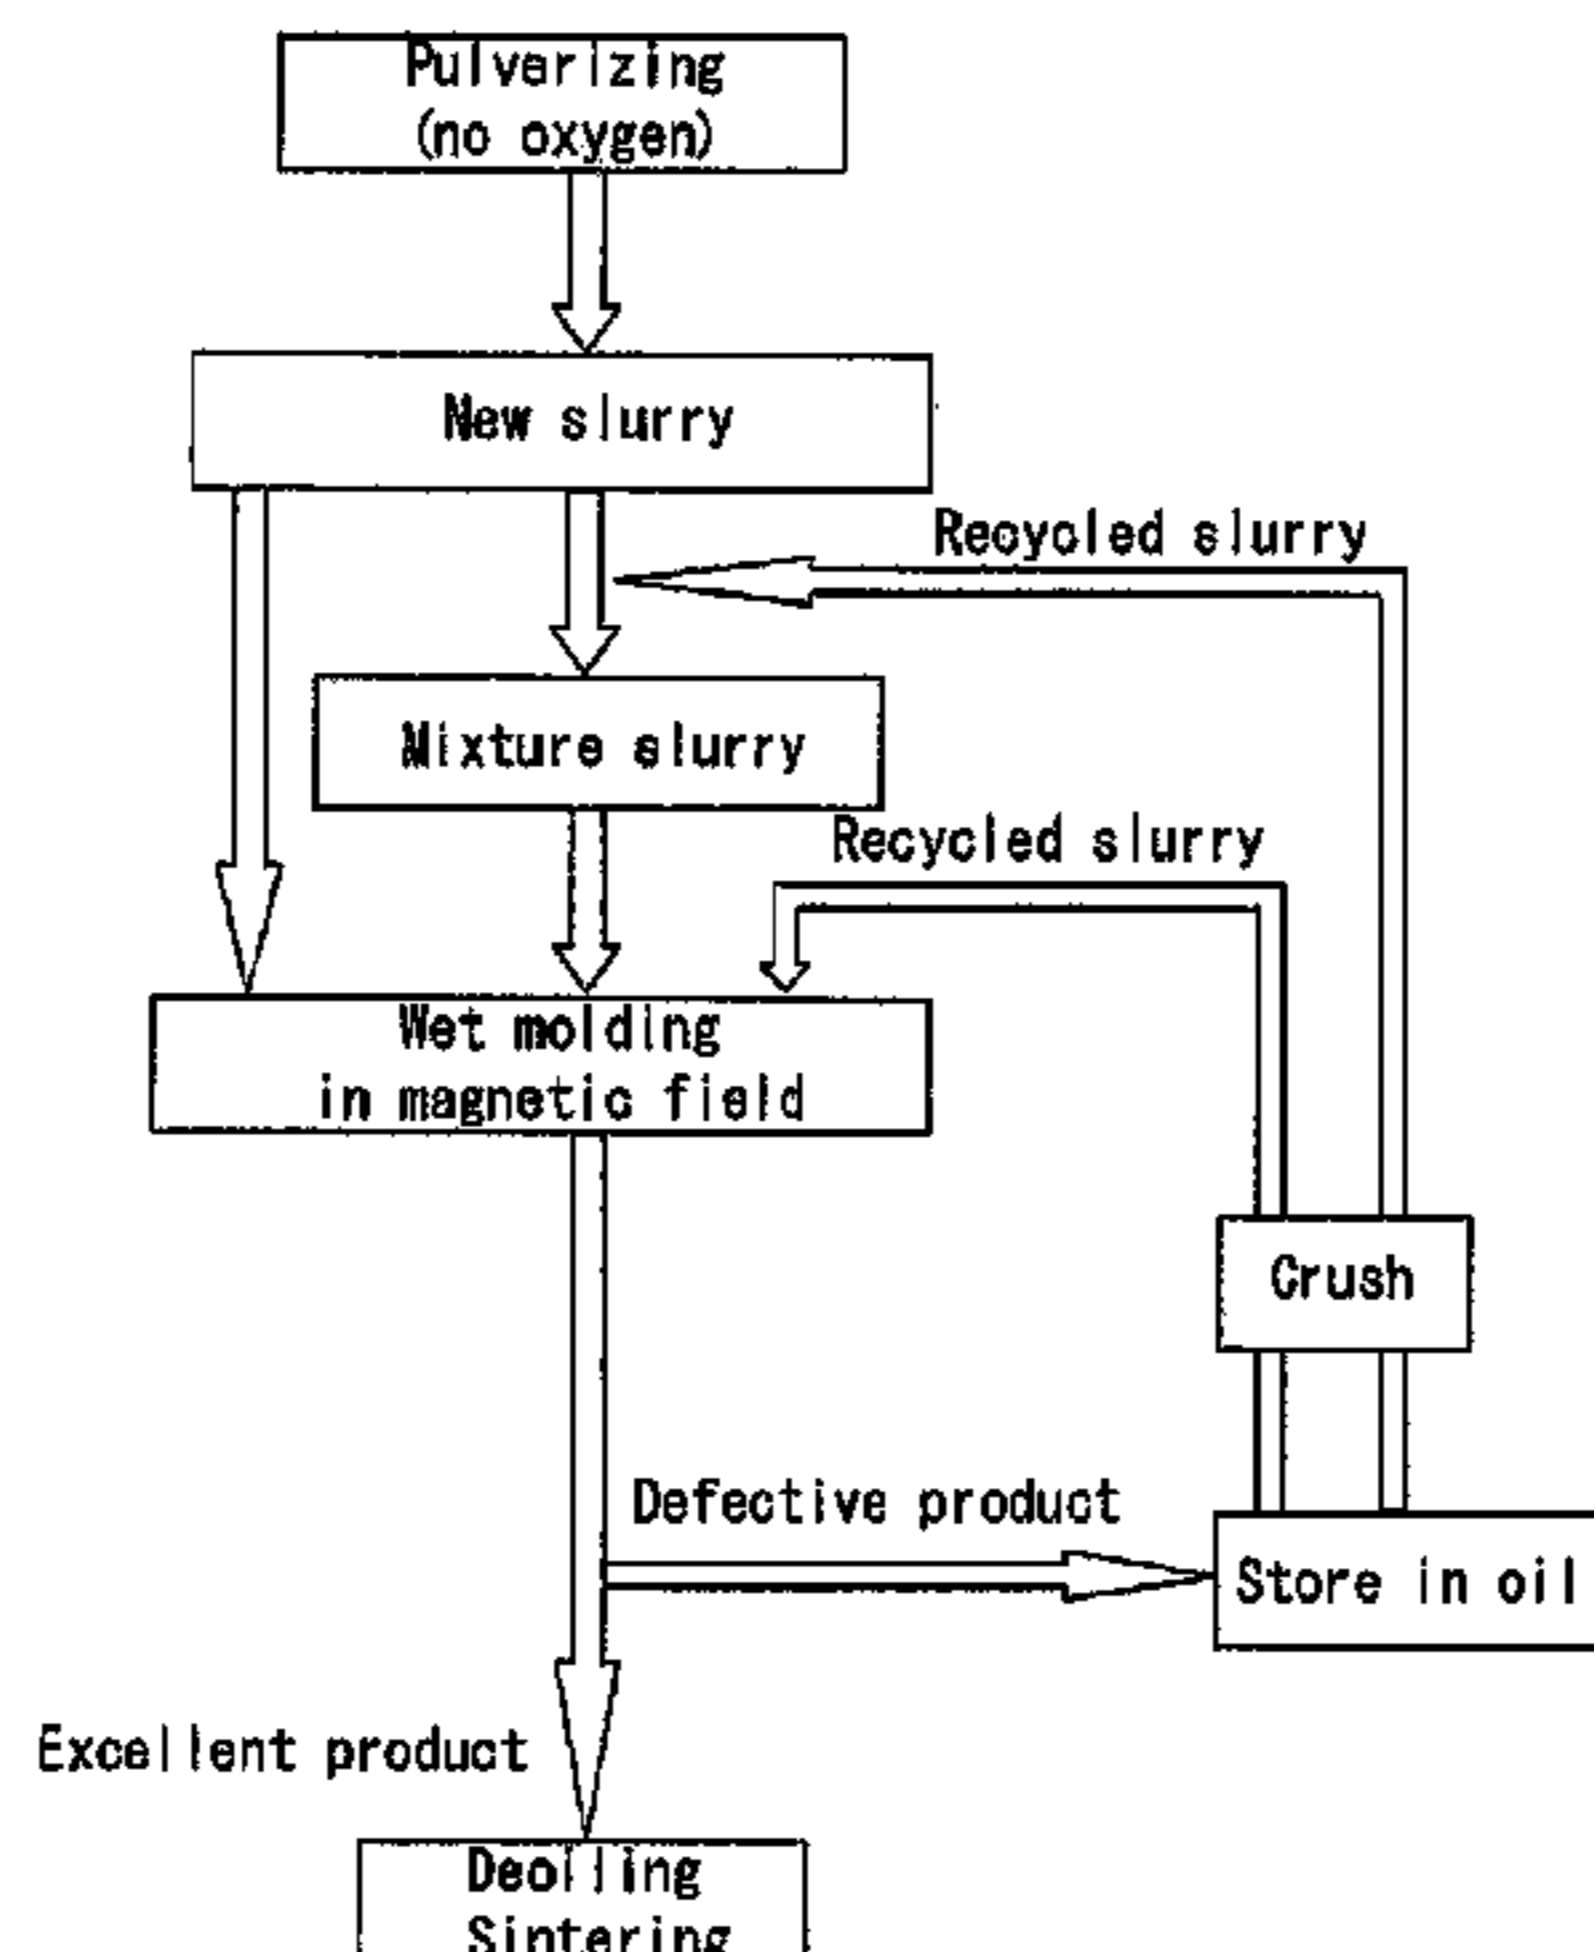 Pulverizing
(no oxygen)
New slurry
Recycled slurry
Mixture slurry
Recycled slurry
Wet molding
in magnetic field
Crush
Defective product
Store in oil
Excellent product
Deoiling
Sintering